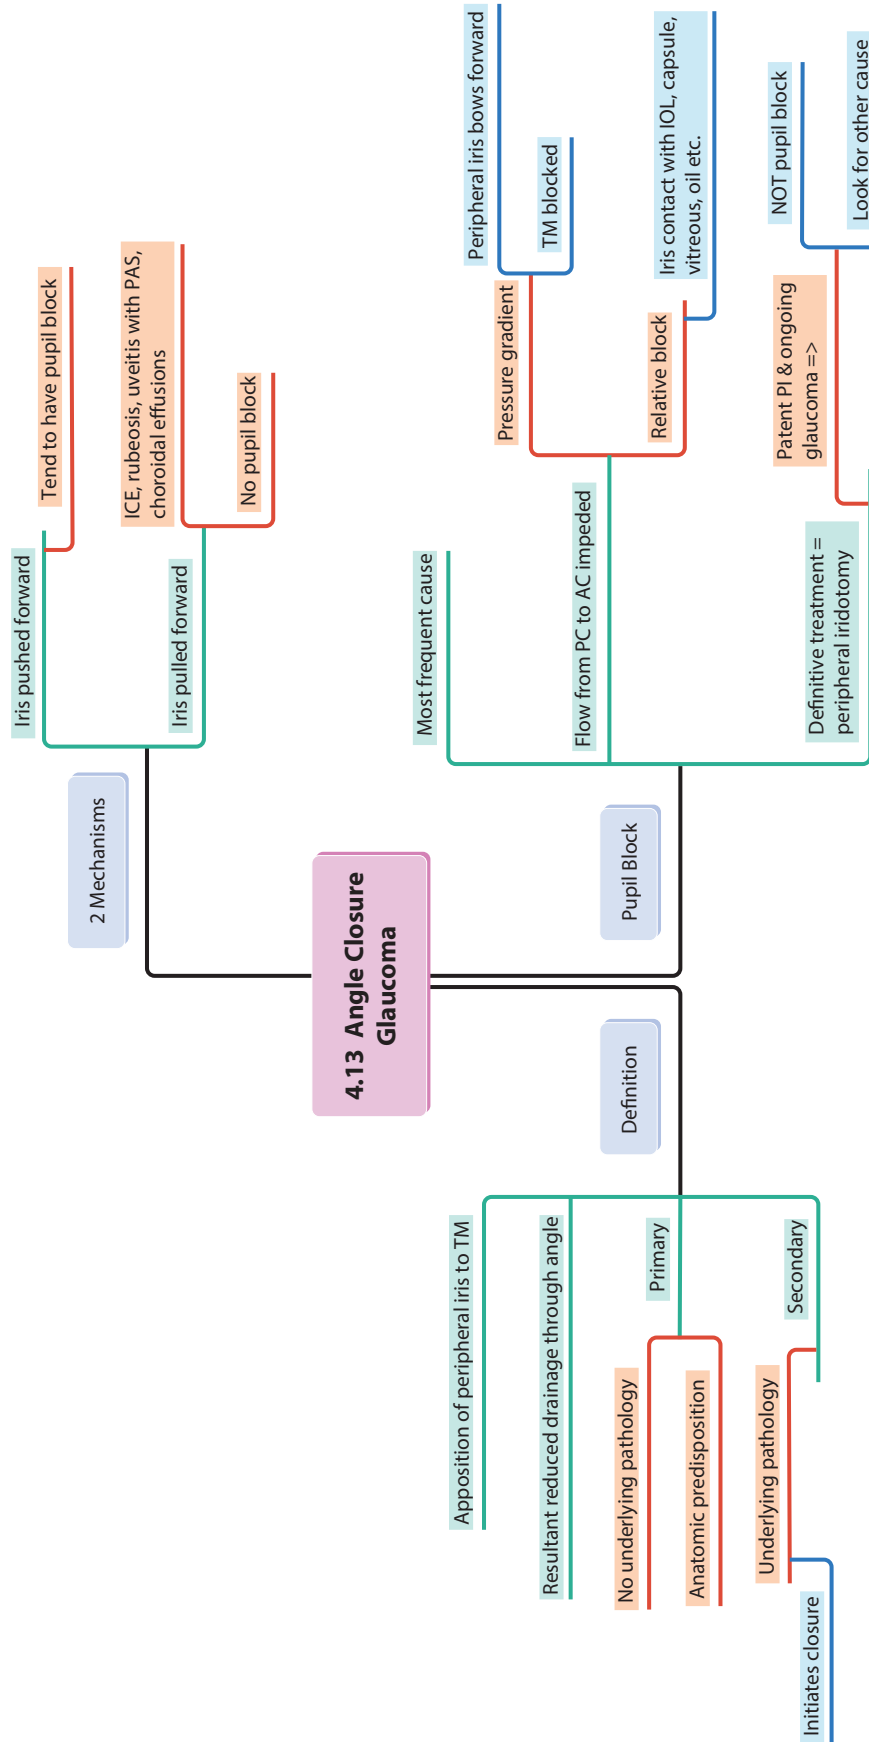 4.13 Angle Closure
Glaucoma
2 Mechanisms
Iris pushed forward
Tend to have pupil block
Iris pulled forward
ICE, rubeosis, uveitis with PAS,
choroidal effusions
No pupil block
Pupil Block
Most frequent cause
Flow from PC to AC impeded
Pressure gradient
Peripheral iris bows forward
TM blocked
Relative block
Iris contact with IOL, capsule,
vitreous, oil etc.
Definitive treatment =
peripheral iridotomy
Patent PI & ongoing
glaucoma =>
NOT pupil block
Look for other cause
Definition
Apposition of peripheral iris to TM
Resultant reduced drainage through angle
Primary
No underlying pathology
Anatomic predisposition
Secondary
Underlying pathology
Initiates closure